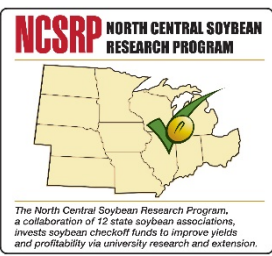 NCSRP NORTH CENTRAL SOYBEAN
RESEARCH PROGRAM
The North Central Soybean Research Program,
a collaboration of 12 state soybean associations,
invests soybean checkoff funds to improve yields
and profitability via university research and extension.